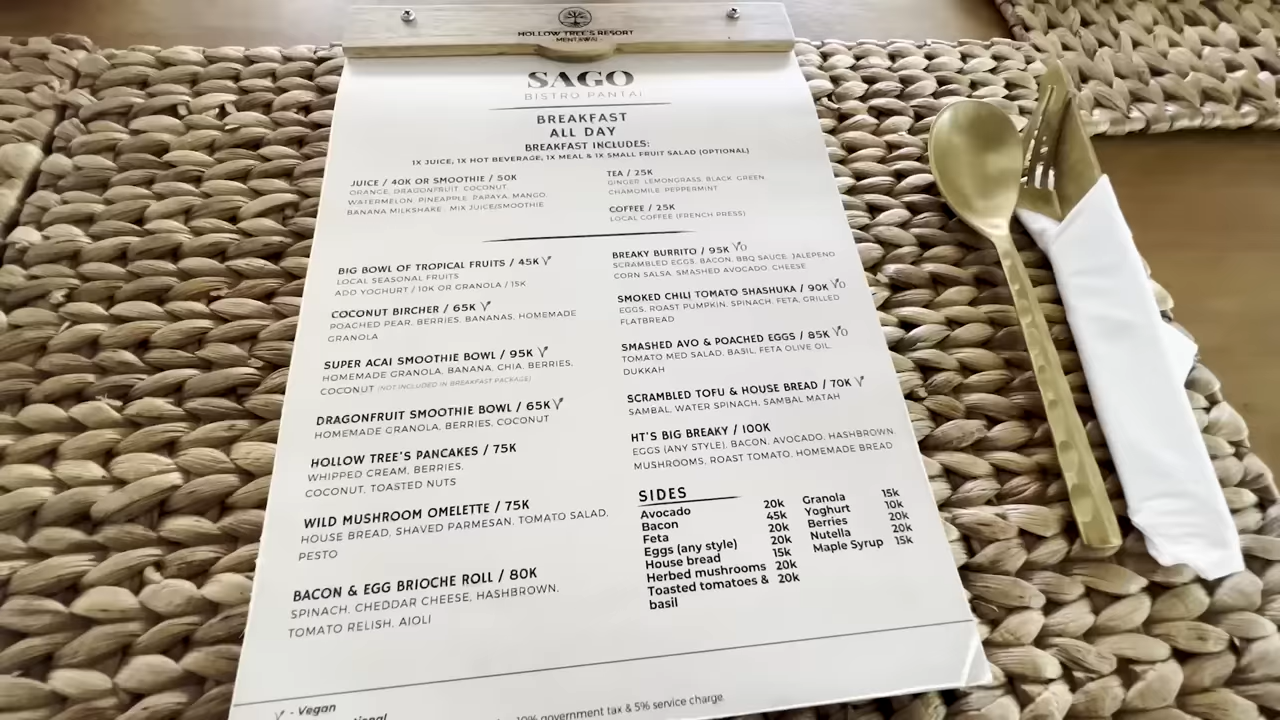 HOLLOW TREE'S RESORT
MENTAWAI
SAGO
BISTRO PANTAI
BREAKFAST
ALL DAY
BREAKFAST INCLUDES:
1X JUICE, 1X HOT BEVERAGE, 1X MEAL & 1X SMALL FRUIT SALAD (OPTIONAL)
JUICE / 40K OR SMOOTHIE / 50K
ORANGE, DRAGONFRUIT, COCONUT
WATERMELON, PINEAPPLE, PAPAYA, MANGO,
BANANA MILKSHAKE, MIX JUICE/SMOOTHIE
TEA / 25K
GINGER, LEMONGRASS, BLACK, GREEN,
CHAMOMILE, PEPPERMINT
COFFEE / 25K
LOCAL COFFEE (FRENCH PRESS)
BIG BOWL OF TROPICAL FRUITS / 45K V
LOCAL SEASONAL FRUITS
ADD YOGHURT / 10K OR GRANOLA / 15K
COCONUT BIRCHER / 65K V
POACHED PEAR, BERRIES, BANANAS, HOMEMADE
GRANOLA
SUPER ACAI SMOOTHIE BOWL / 95K V
HOMEMADE GRANOLA, BANANA, CHIA, BERRIES,
COCONUT (NOT INCLUDED IN BREAKFAST PACKAGE)
DRAGONFRUIT SMOOTHIE BOWL / 65K V
HOMEMADE GRANOLA, BERRIES, COCONUT
HOLLOW TREE'S PANCAKES / 75K
WHIPPED CREAM, BERRIES,
COCONUT, TOASTED NUTS
WILD MUSHROOM OMELETTE / 75K
HOUSE BREAD, SHAVED PARMESAN, TOMATO SALAD,
PESTO
BACON & EGG BRIOCHE ROLL / 80K
SPINACH, CHEDDAR CHEESE, HASHBROWN,
TOMATO RELISH, AIOLI
BREAKY BURRITO / 95K VO
SCRAMBLED EGGS, BACON, BBQ SAUCE, JALEPENO
CORN SALSA, SMASHED AVOCADO, CHEESE
SMOKED CHILI TOMATO SHASHUKA / 90K VO
EGGS, ROAST PUMPKIN, SPINACH, FETA, GRILLED
FLATBREAD
SMASHED AVO & POACHED EGGS / 85K VO
TOMATO MED SALAD, BASIL, FETA OLIVE OIL,
DUKKAH
SCRAMBLED TOFU & HOUSE BREAD / 70K V
SAMBAL, WATER SPINACH, SAMBAL MATAH
HT'S BIG BREAKY / 100K
EGGS (ANY STYLE), BACON, AVOCADO, HASHBROWN,
MUSHROOMS, ROAST TOMATO, HOMEMADE BREAD
SIDES
Avocado 20k
Bacon 45k
Feta 20k
Eggs (any style) 20k
House bread 15k
Herbed mushrooms 20k
Toasted tomatoes & 20k
basil
Granola 15k
Yoghurt 10k
Berries 20k
Nutella 20k
Maple Syrup 15k
V - Vegan
10% government tax & 5% service charge.